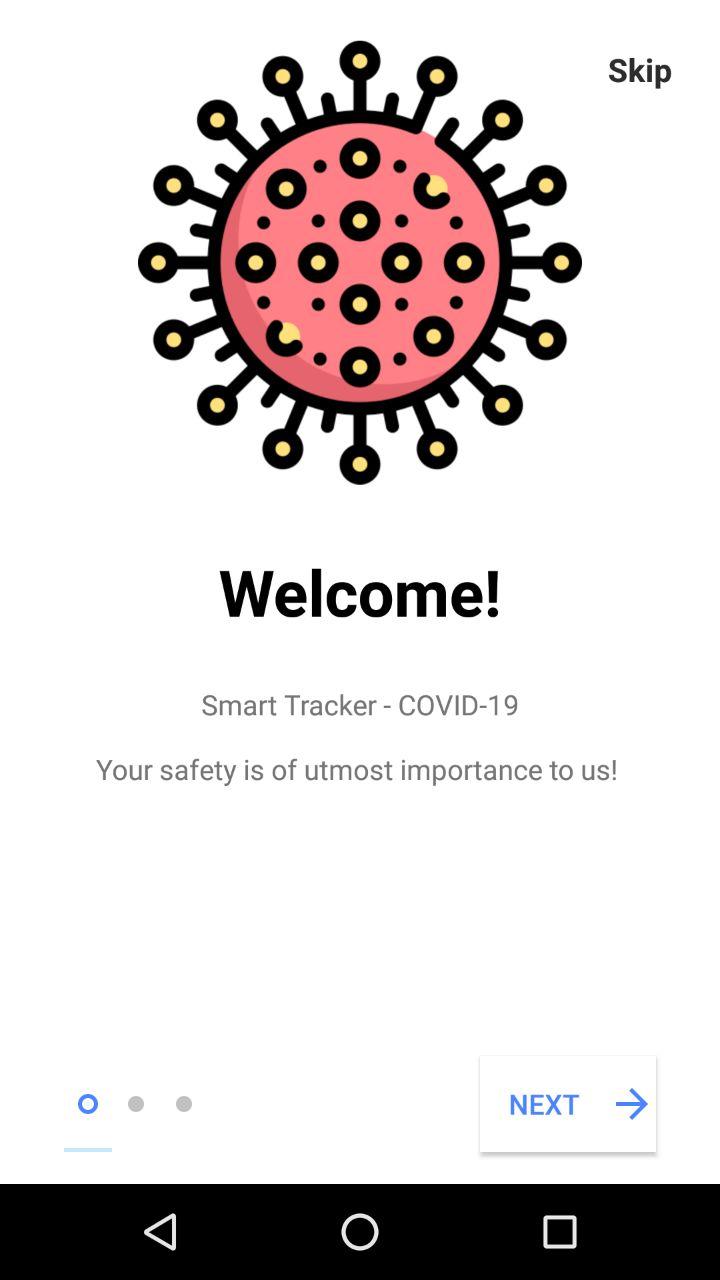 Skip
Welcome!
Smart Tracker - COVID-19
Your safety is of utmost importance to us!
NEXT